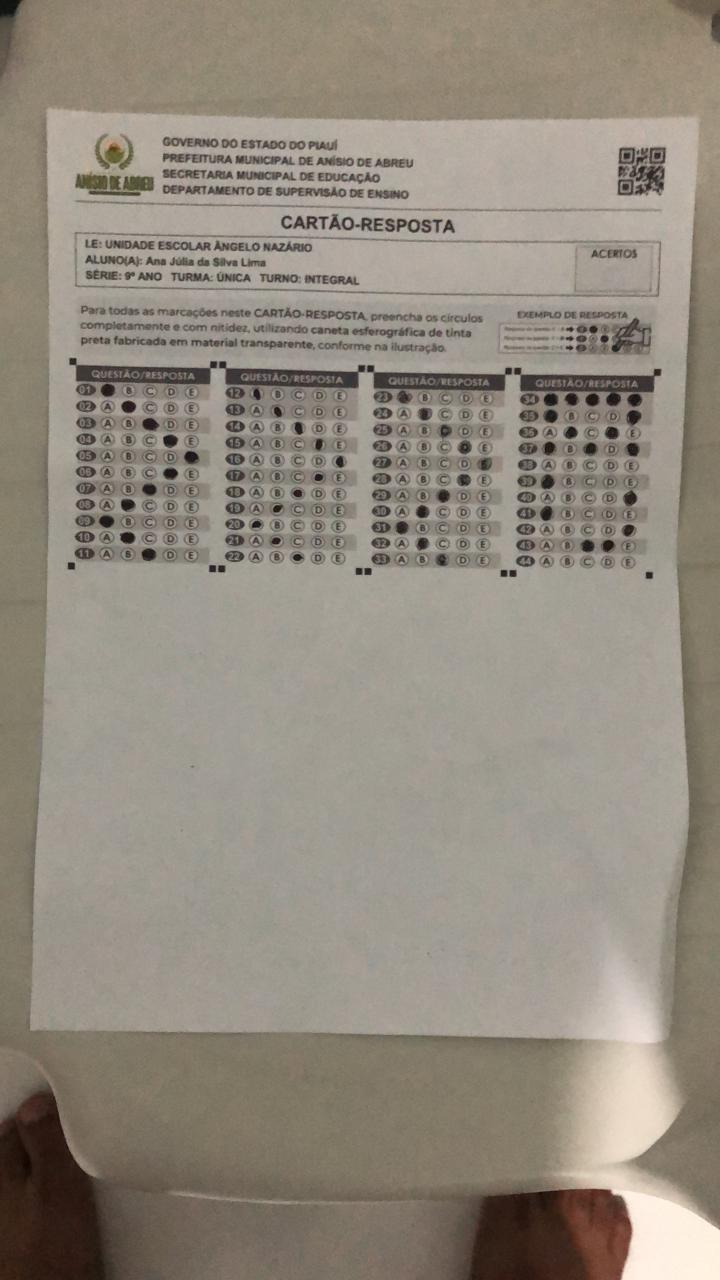 GOVERNO DO ESTADO DO PIAUÍ
PREFEITURA MUNICIPAL DE ANÍSIO DE ABREU
SECRETARIA MUNICIPAL DE EDUCAÇÃO
DEPARTAMENTO DE SUPERVISÃO DE ENSINO
ANÍSIO DE ABREU
CARTÃO-RESPOSTA
LE: UNIDADE ESCOLAR ÂNGELO NAZÁRIO
ALUNO(A): Ana Júlia da Silva Lima
SÉRIE: 9º ANO TURMA: ÚNICA TURNO: INTEGRAL
ACERTOS
Para todas as marcações neste CARTÃO-RESPOSTA, preencha os círculos
completamente e com nitidez, utilizando caneta esferográfica de tinta
preta fabricada em material transparente, conforme na ilustração.
EXEMPLO DE RESPOSTA
QUESTÃO/RESPOSTA
01 B C D E
02 A C D E
03 A B D E
04 A B C E
05 A B C D
06 A B C E
07 A B D E
08 A C D E
09 B C D E
10 A C D E
11 A B D E
QUESTÃO/RESPOSTA
12 B C D E
13 A C D E
14 A B D E
15 A B C E
16 A B C D
17 A B C E
18 A B D E
19 A C D E
20 B C D E
21 A C D E
22 A B D E
QUESTÃO/RESPOSTA
23 B C D E
24 A C D E
25 A B D E
26 A B C E
27 A B C D
28 A B C E
29 A B D E
30 A C D E
31 B C D E
32 A C D E
33 A B D E
QUESTÃO/RESPOSTA
34
35 B C D
36 A C E
37 B D
38 A B C D E
39 B C D E
40 A B C D
41 B C D E
42 A B C D
43 A B E
44 A B C D E